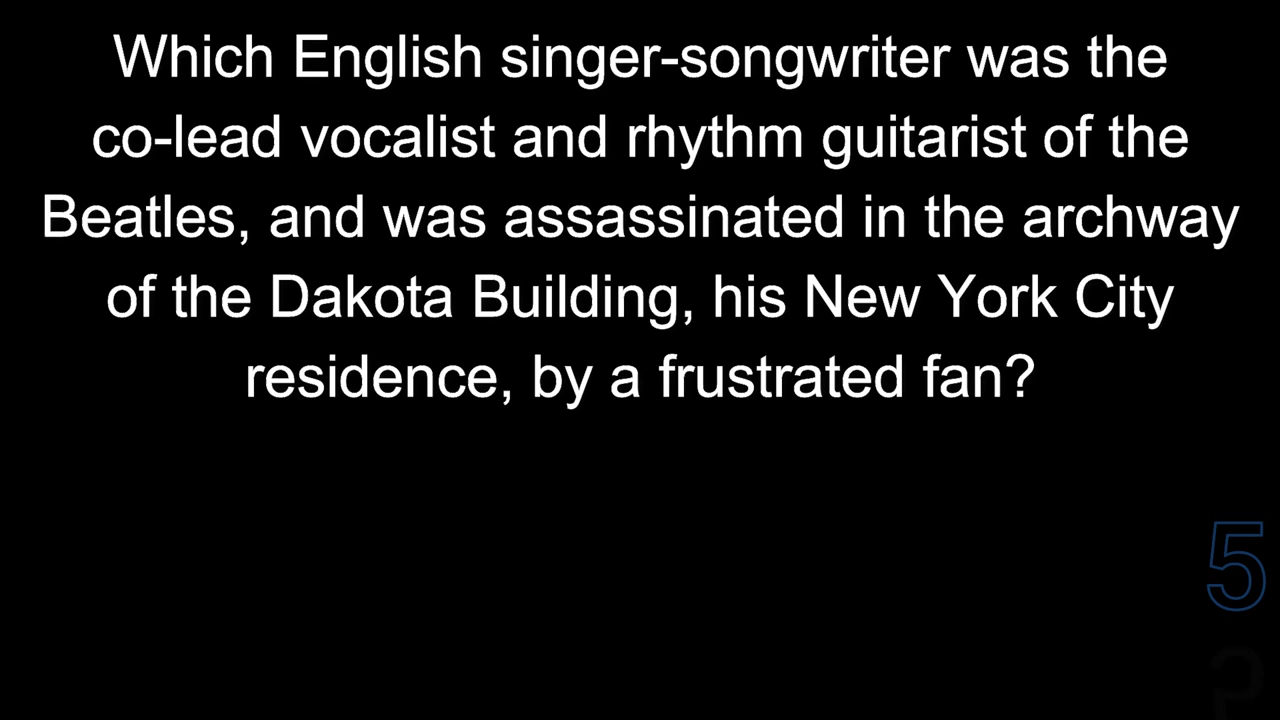 Which English singer-songwriter was the
co-lead vocalist and rhythm guitarist of the
Beatles, and was assassinated in the archway
of the Dakota Building, his New York City
residence, by a frustrated fan?
5